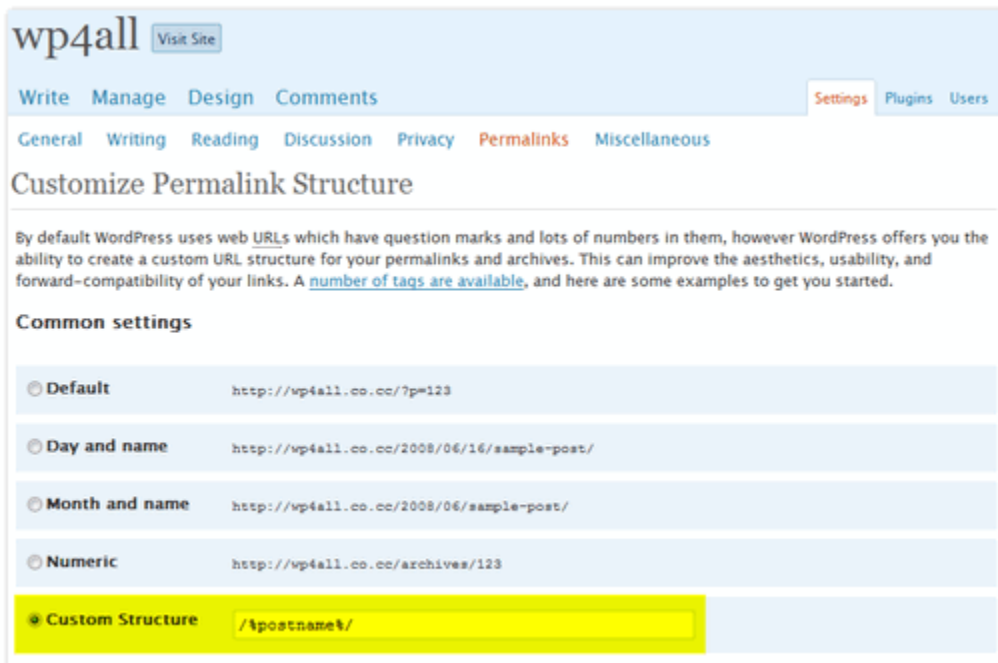 wp4all Visit Site
Write Manage Design Comments Settings Plugins Users
General Writing Reading Discussion Privacy Permalinks Miscellaneous
Customize Permalink Structure
By default WordPress uses web URLs which have question marks and lots of numbers in them, however WordPress offers you the
ability to create a custom URL structure for your permalinks and archives. This can improve the aesthetics, usability, and
forward-compatibility of your links. A number of tags are available, and here are some examples to get you started.
Common settings
Default http://wp4all.co.cc/?p=123
Day and name http://wp4all.co.cc/2008/06/16/sample-post/
Month and name http://wp4all.co.cc/2008/06/sample-post/
Numeric http://wp4all.co.cc/archives/123
Custom Structure /%postname%/